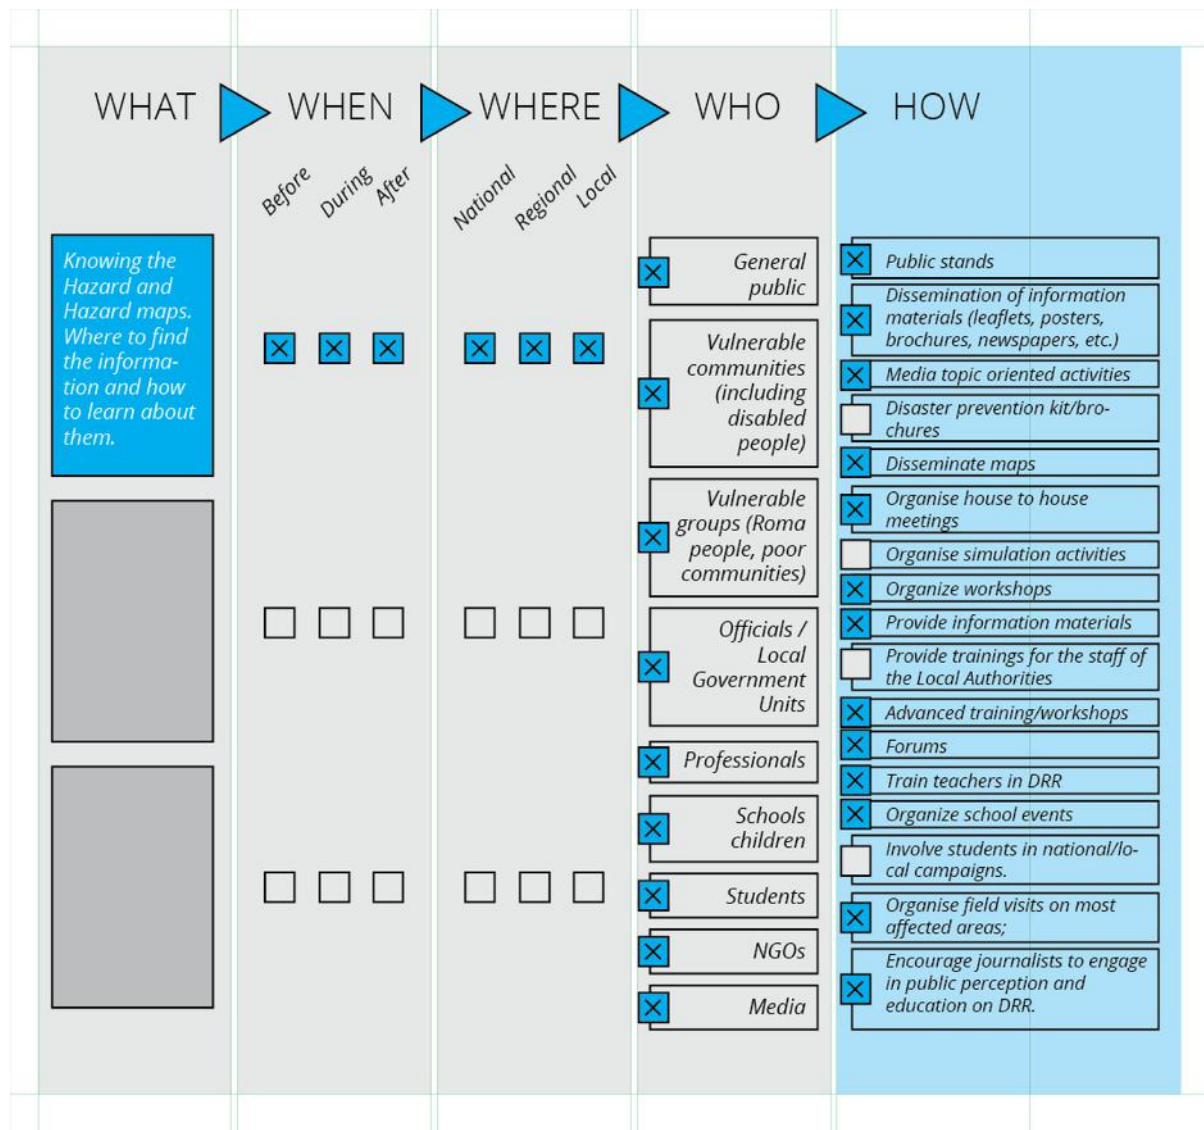 WHAT
WHEN
WHERE
WHO
HOW
Before
During
After
National
Regional
Local
Knowing the
Hazard and
Hazard maps.
Where to find
the informa-
tion and how
to learn about
them.
General
public
Vulnerable
communities
(including
disabled
people)
Vulnerable
groups (Roma
people, poor
communities)
Officials /
Local
Government
Units
Professionals
Schools
children
Students
NGOs
Media
Public stands
Dissemination of information
materials (leaflets, posters,
brochures, newspapers, etc.)
Media topic oriented activities
Disaster prevention kit/bro-
chures
Disseminate maps
Organise house to house
meetings
Organise simulation activities
Organize workshops
Provide information materials
Provide trainings for the staff of
the Local Authorities
Advanced training/workshops
Forums
Train teachers in DRR
Organize school events
Involve students in national/lo-
cal campaigns.
Organise field visits on most
affected areas;
Encourage journalists to engage
in public perception and
education on DRR.